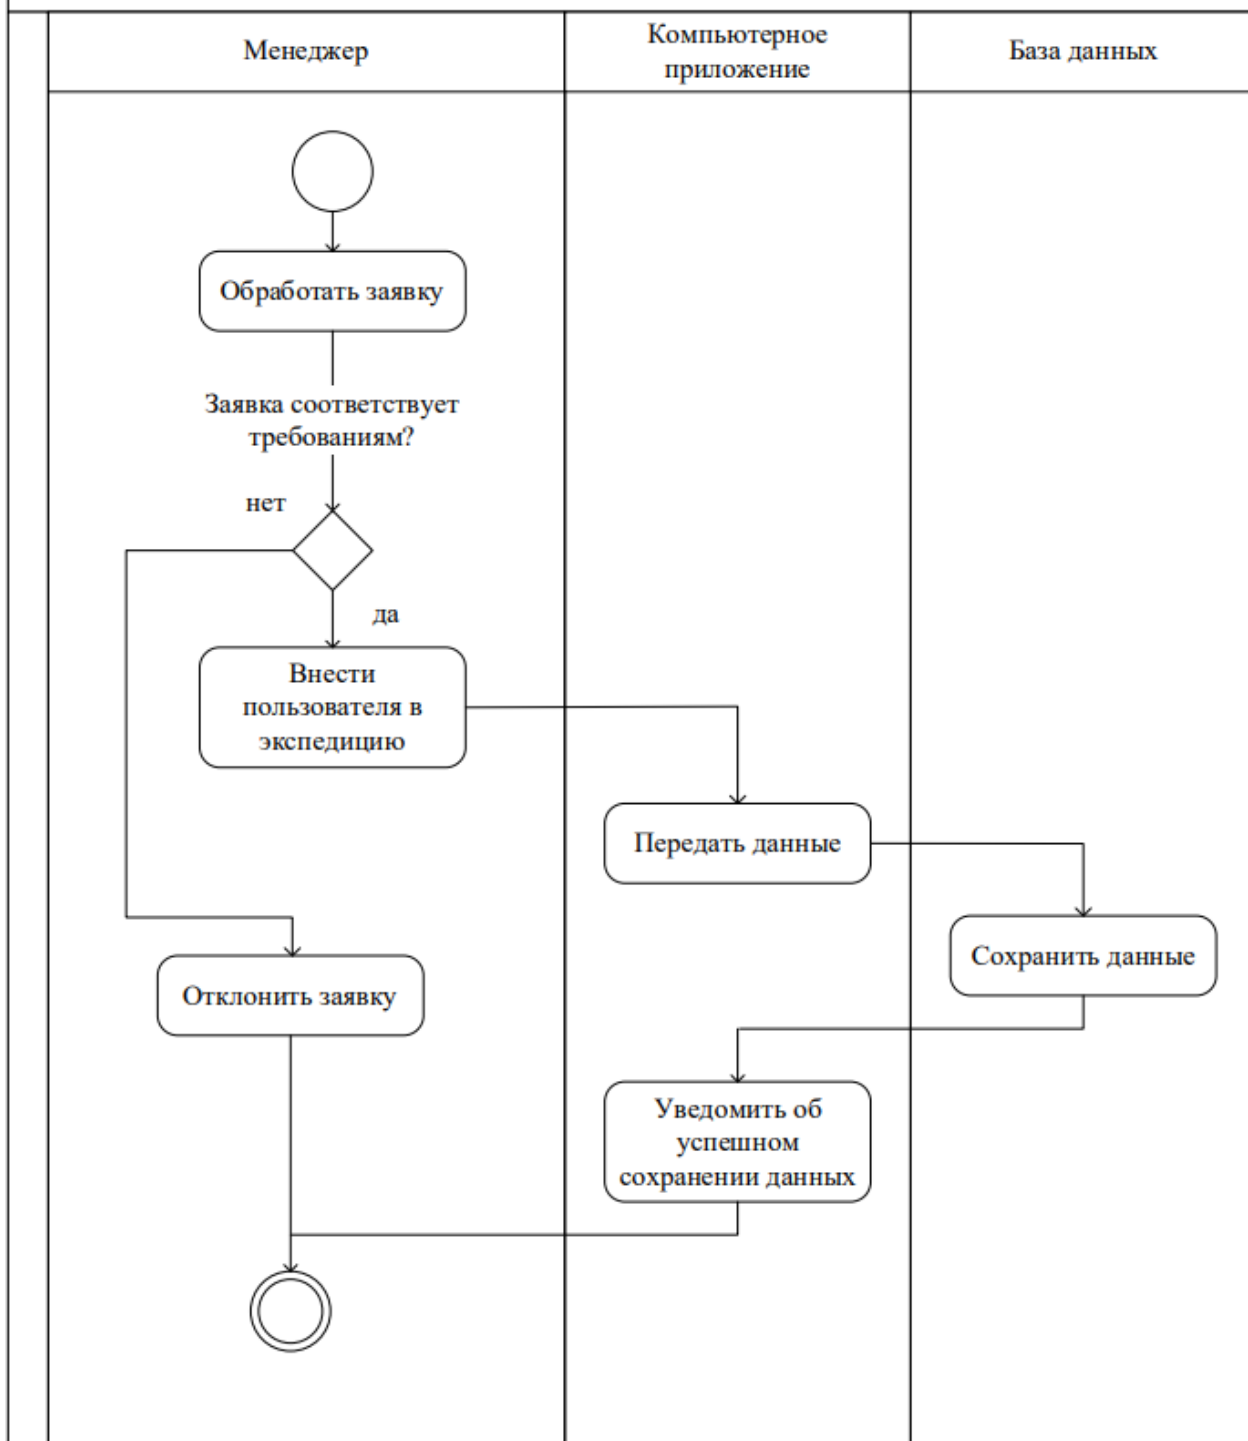 Менеджер
Компьютерное
приложение
База данных
Обработать заявку
Заявка соответствует
требованиям?
нет
да
Внести
пользователя в
экспедицию
Передать данные
Сохранить данные
Отклонить заявку
Уведомить об
успешном
сохранении данных